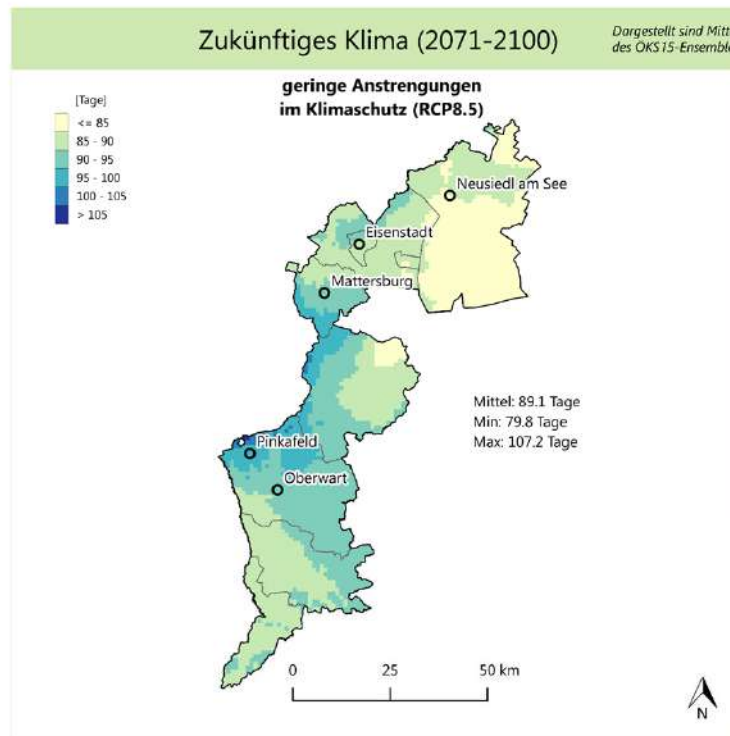 Zukünftiges Klima (2071-2100)
Dargestellt sind Mitt
des ÖKS15-Ensemble
geringe Anstrengungen
im Klimaschutz (RCP8.5)
[Tage]
<= 85
85 - 90
90 - 95
95 - 100
100 - 105
> 105
Neusiedl am See
Eisenstadt
Mattersburg
Mittel: 89.1 Tage
Min: 79.8 Tage
Max: 107.2 Tage
Pinkafeld
Oberwart
0 25 50 km
N